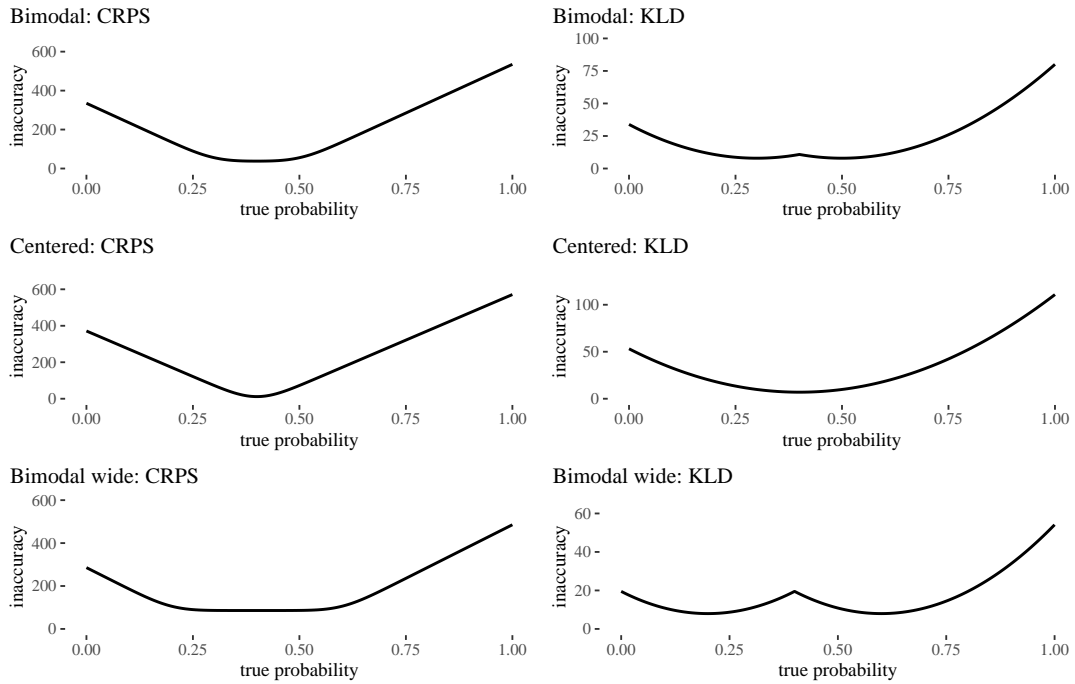 Bimodal: CRPS
inaccuracy
600
400
200
0
0.00 0.25 0.50 0.75 1.00
true probability
Bimodal: KLD
inaccuracy
100
75
50
25
0
0.00 0.25 0.50 0.75 1.00
true probability
Centered: CRPS
inaccuracy
600
400
200
0
0.00 0.25 0.50 0.75 1.00
true probability
Centered: KLD
inaccuracy
100
50
0
0.00 0.25 0.50 0.75 1.00
true probability
Bimodal wide: CRPS
inaccuracy
600
400
200
0
0.00 0.25 0.50 0.75 1.00
true probability
Bimodal wide: KLD
inaccuracy
60
40
20
0
0.00 0.25 0.50 0.75 1.00
true probability